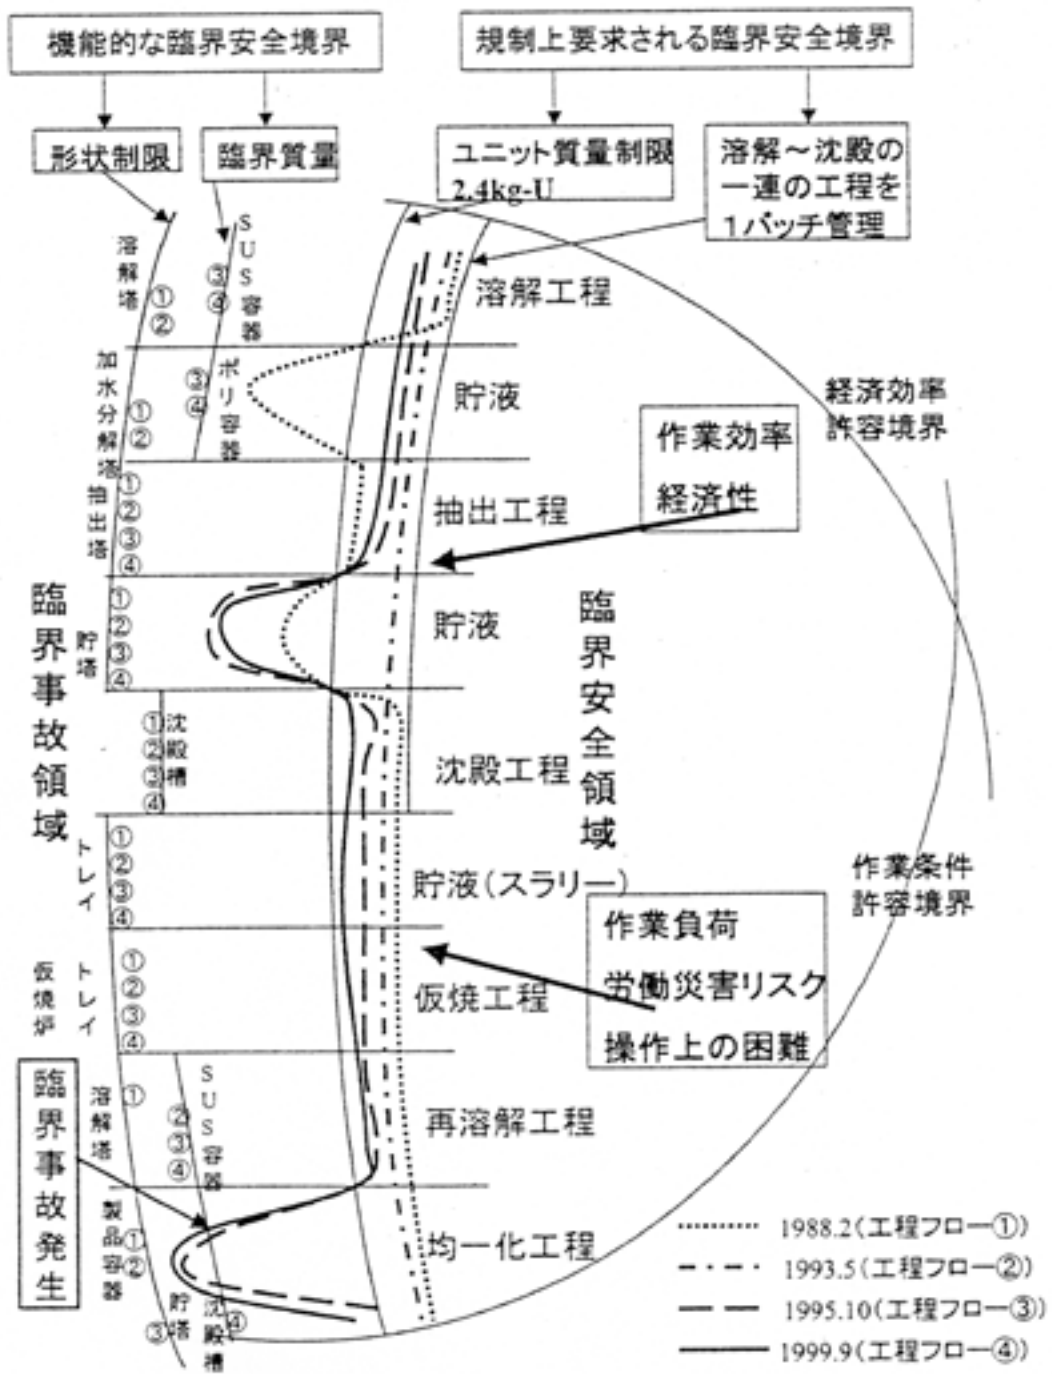 機能的な臨界安全境界
規制上要求される臨界安全境界
形状制限
臨界質量
ユニット質量制限
2.4kg-U
溶解～沈殿の
一連の工程を
1バッチ管理
溶解塔
①
②
③
④
SUS容器
溶解工程
加水分解塔
①
②
③
④
ポリ容器
貯液
経済効率
許容境界
作業効率
経済性
抽出塔
①
②
③
④
抽出工程
臨界事故領域
貯塔
①
②
③
④
貯液
臨界安全領域
①
②
③
④
沈殿槽
沈殿工程
トレイ
①
②
③
④
貯液(スラリー)
作業条件
許容境界
作業負荷
労働災害リスク
操作上の困難
仮焼炉
トレイ
①
②
③
④
仮焼工程
臨界事故発生
溶解塔
①
②
③
④
SUS容器
再溶解工程
製品容器
①
②
均一化工程
③
貯塔
沈殿槽
④
1988.2(工程フロー①)
1993.5(工程フロー②)
1995.10(工程フロー③)
1999.9(工程フロー④)